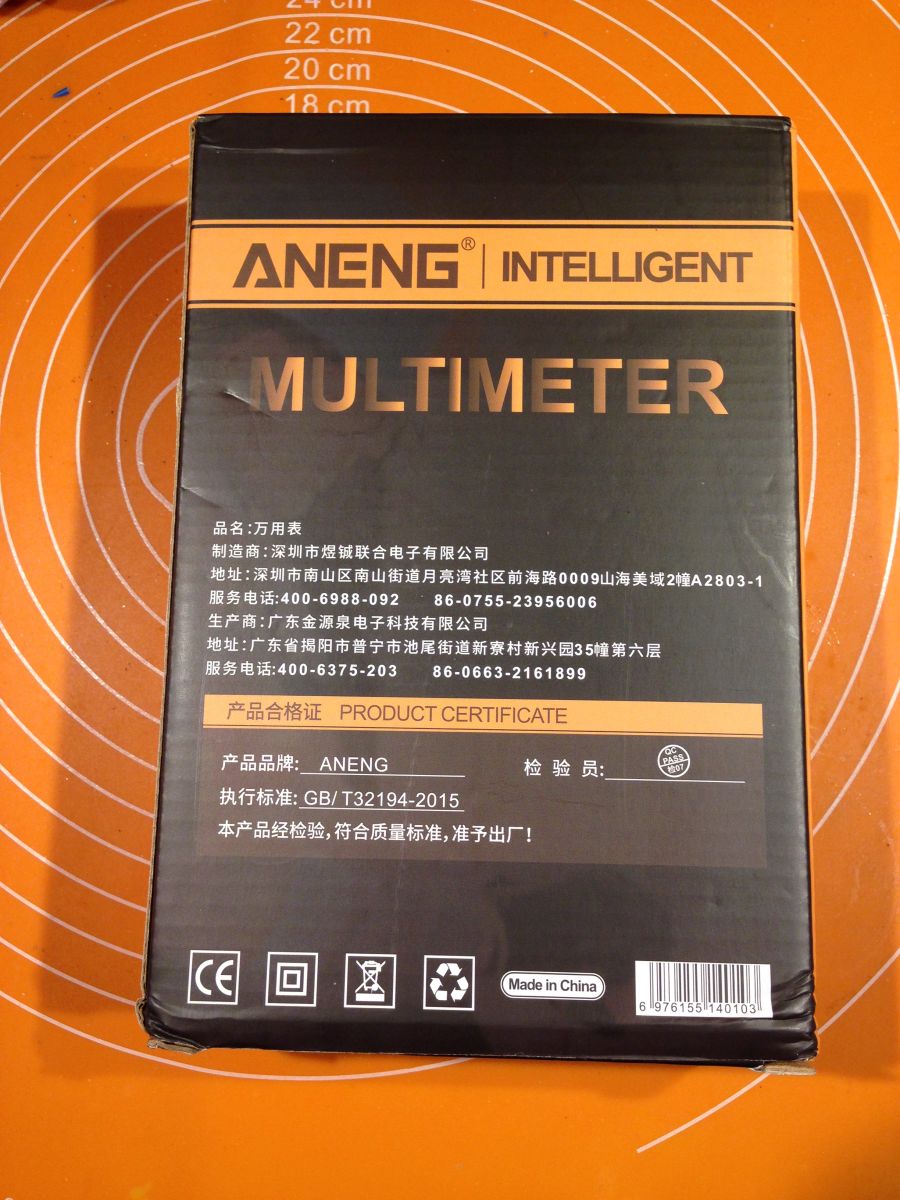 24 cm
22 cm
20 cm
18 cm
ANENG® | INTELLIGENT
MULTIMETER
品名:万用表
制造商:深圳市煜铖联合电子有限公司
地址:深圳市南山区南山街道月亮湾社区前海路0009山海美域2幢A2803-1
服务电话:400-6988-092 86-0755-23956006
生产商:广东金源泉电子科技有限公司
地址:广东省揭阳市普宁市池尾街道新寮村新兴园35幢第六层
服务电话:400-6375-203 86-0663-2161899
产品合格证 PRODUCT CERTIFICATE
产品品牌: ANENG 检 验 员: QC PASS 检07
执行标准: GB/ T32194-2015
本产品经检验,符合质量标准,准予出厂!
CE
Made in China
6 976155 140103